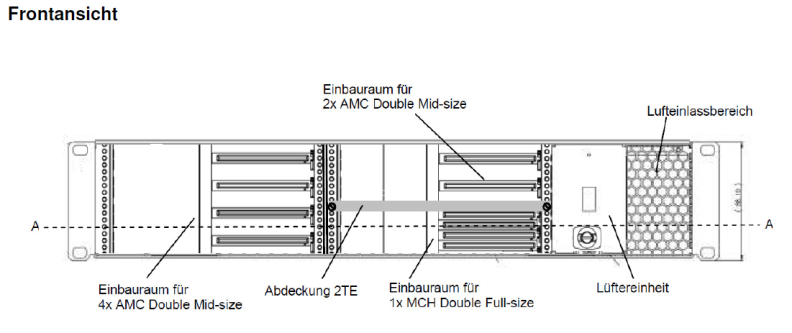 Frontansicht
Einbauraum für
2x AMC Double Mid-size
Lufteinlassbereich
A
A
Einbauraum für
4x AMC Double Mid-size
Abdeckung 2TE
Einbauraum für
1x MCH Double Full-size
Lüftereinheit